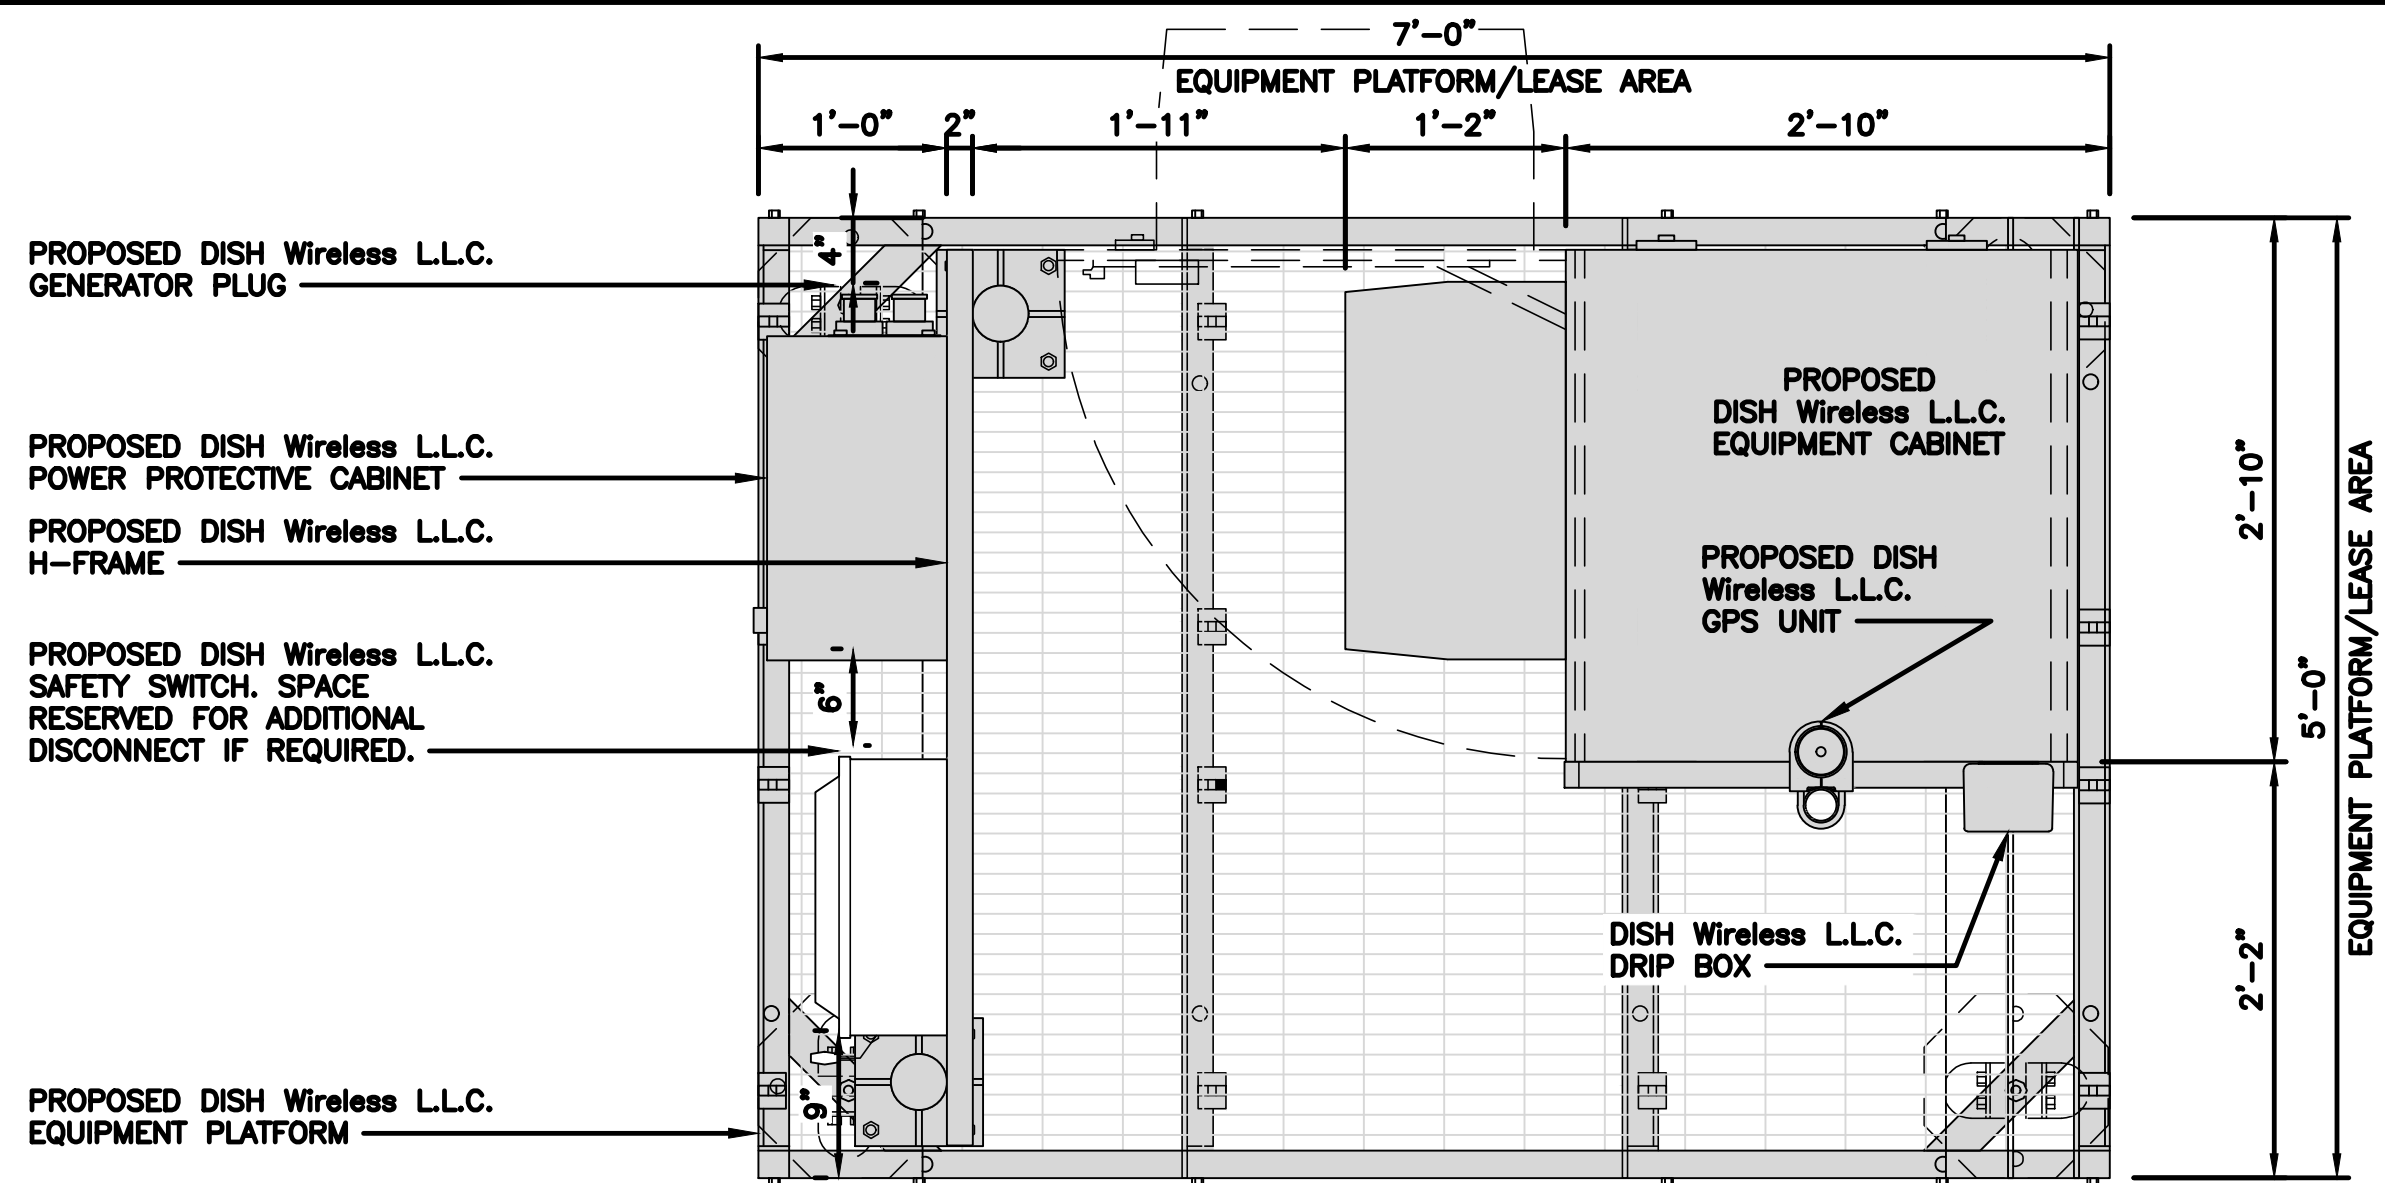 7'-0"
EQUIPMENT PLATFORM/LEASE AREA
1'-0" 2" 1'-11" 1'-2" 2'-10"
4"
PROPOSED DISH Wireless L.L.C.
GENERATOR PLUG
PROPOSED DISH Wireless L.L.C.
POWER PROTECTIVE CABINET
PROPOSED DISH Wireless L.L.C.
H-FRAME
PROPOSED DISH Wireless L.L.C.
SAFETY SWITCH. SPACE
RESERVED FOR ADDITIONAL
DISCONNECT IF REQUIRED.
6"
PROPOSED DISH Wireless L.L.C.
EQUIPMENT PLATFORM
9"
PROPOSED
DISH Wireless L.L.C.
EQUIPMENT CABINET
PROPOSED DISH
Wireless L.L.C.
GPS UNIT
DISH Wireless L.L.C.
DRIP BOX
2'-10"
2'-2"
5'-0"
EQUIPMENT PLATFORM/LEASE AREA